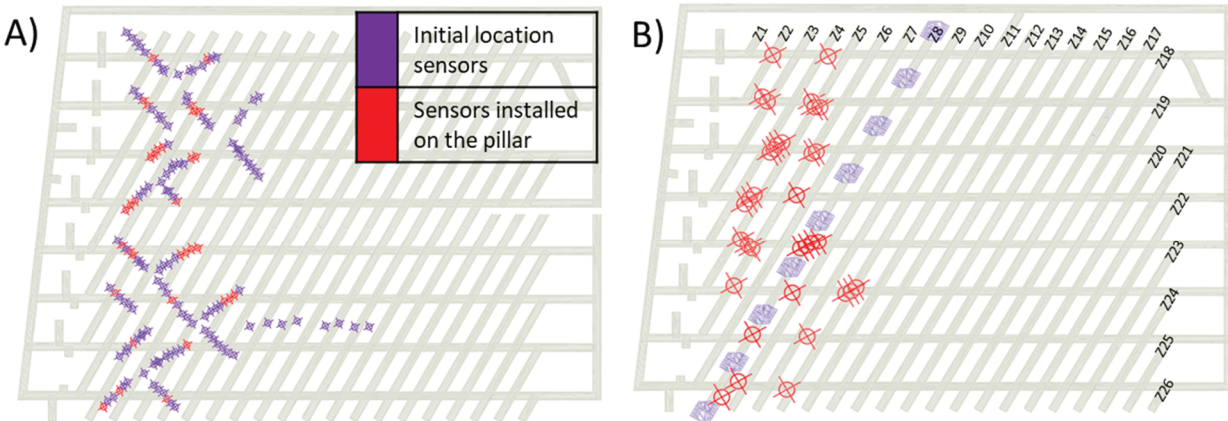 A)
Initial location
sensors
Sensors installed
on the pillar
B)
Z1
Z2
Z3
Z4
Z5
Z6
Z7
Z8
Z9
Z10
Z11
Z12
Z13
Z14
Z15
Z16
Z17
Z18
Z19
Z20
Z21
Z22
Z23
Z24
Z25
Z26